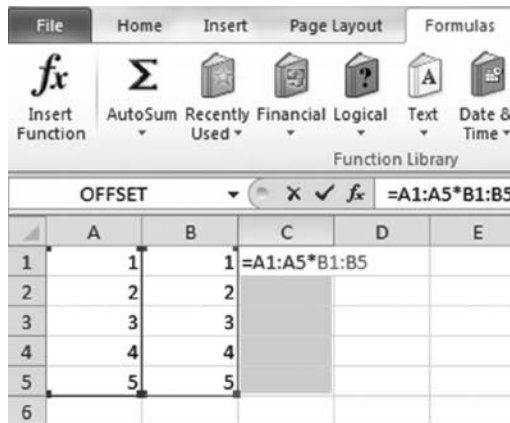 File Home Insert Page Layout Formulas
fx Σ ? A
Insert AutoSum Recently Financial Logical Text Date &
Function Used Time
Function Library
OFFSET fx =A1:A5*B1:B5
A B C D E
1 1 1 =A1:A5*B1:B5
2 2 2
3 3 3
4 4 4
5 5 5
6